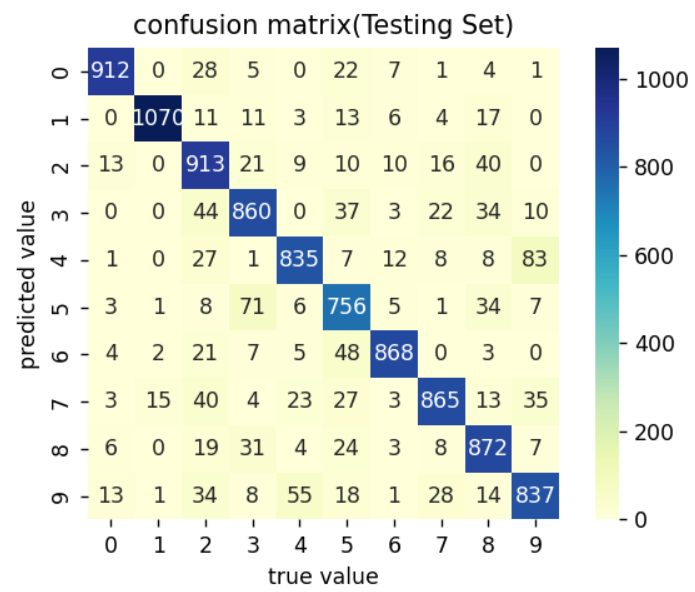 confusion matrix(Testing Set)
predicted value
0 912 0 28 5 0 22 7 1 4 1
1 0 1070 11 11 3 13 6 4 17 0
2 13 0 913 21 9 10 10 16 40 0
3 0 0 44 860 0 37 3 22 34 10
4 1 0 27 1 835 7 12 8 8 83
5 3 1 8 71 6 756 5 1 34 7
6 4 2 21 7 5 48 868 0 3 0
7 3 15 40 4 23 27 3 865 13 35
8 6 0 19 31 4 24 3 8 872 7
9 13 1 34 8 55 18 1 28 14 837
0 1 2 3 4 5 6 7 8 9
true value
1000
800
600
400
200
0